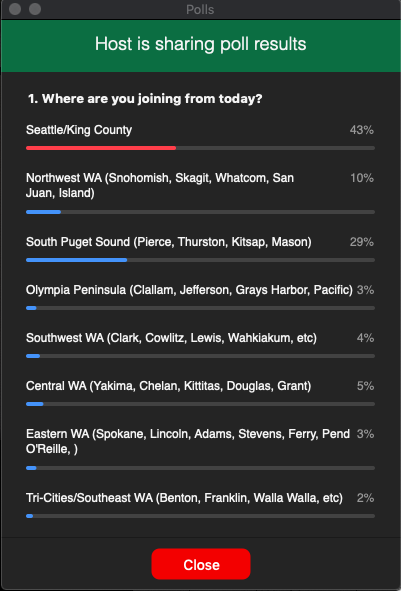 Polls
Host is sharing poll results
1. Where are you joining from today?
Seattle/King County 43%
Northwest WA (Snohomish, Skagit, Whatcom, San 10%
Juan, Island)
South Puget Sound (Pierce, Thurston, Kitsap, Mason) 29%
Olympia Peninsula (Clallam, Jefferson, Grays Harbor, Pacific) 3%
Southwest WA (Clark, Cowlitz, Lewis, Wahkiakum, etc) 4%
Central WA (Yakima, Chelan, Kittitas, Douglas, Grant) 5%
Eastern WA (Spokane, Lincoln, Adams, Stevens, Ferry, Pend 3%
O'Reille, )
Tri-Cities/Southeast WA (Benton, Franklin, Walla Walla, etc) 2%
Close